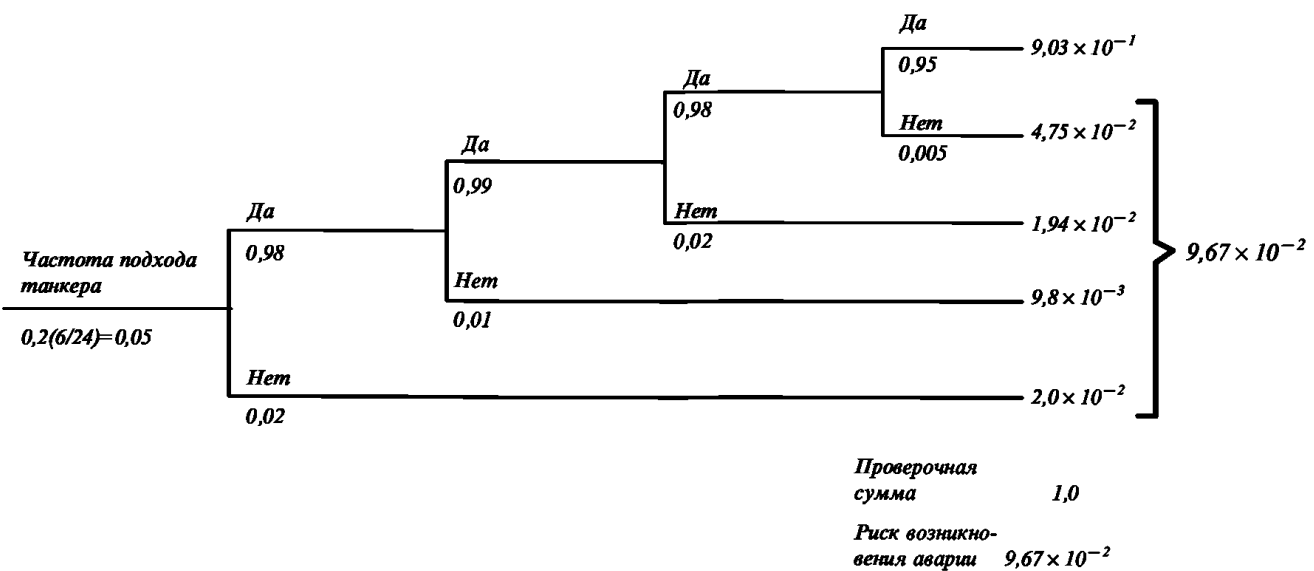 Да
0,95
9,03 × 10⁻¹
Да
0,98
Нет
0,005
4,75 × 10⁻²
Да
0,99
Нет
0,02
1,94 × 10⁻²
9,67 × 10⁻²
Да
0,98
Частота подхода
танкера
0,2(6/24)=0,05
Нет
0,01
9,8 × 10⁻³
Нет
0,02
2,0 × 10⁻²
Проверочная
сумма 1,0
Риск возникно-
вения аварии 9,67 × 10⁻²